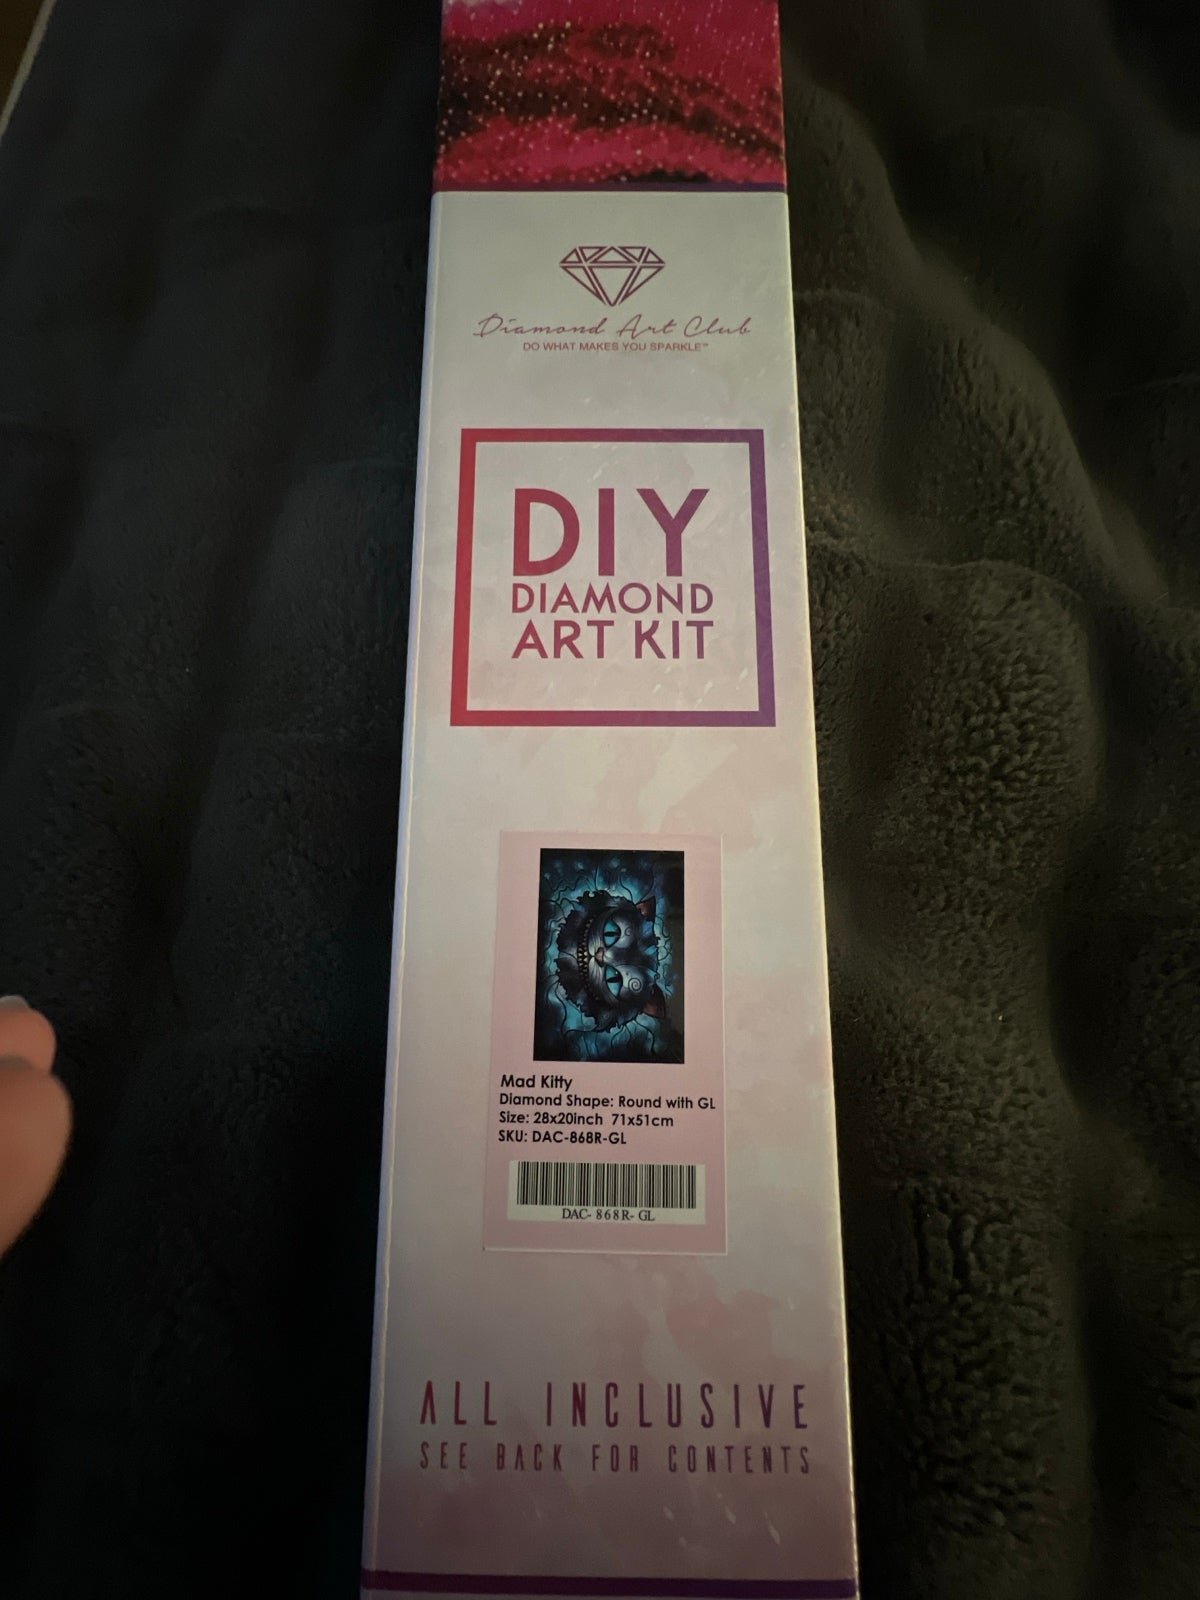 Diamond Art Club
DO WHAT MAKES YOU SPARKLE™
DIY
DIAMOND
ART KIT
Mad Kitty
Diamond Shape: Round with GL
Size: 28x20inch 71x51cm
SKU: DAC-868R-GL
DAC- 868R- GL
ALL INCLUSIVE
SEE BACK FOR CONTENTS